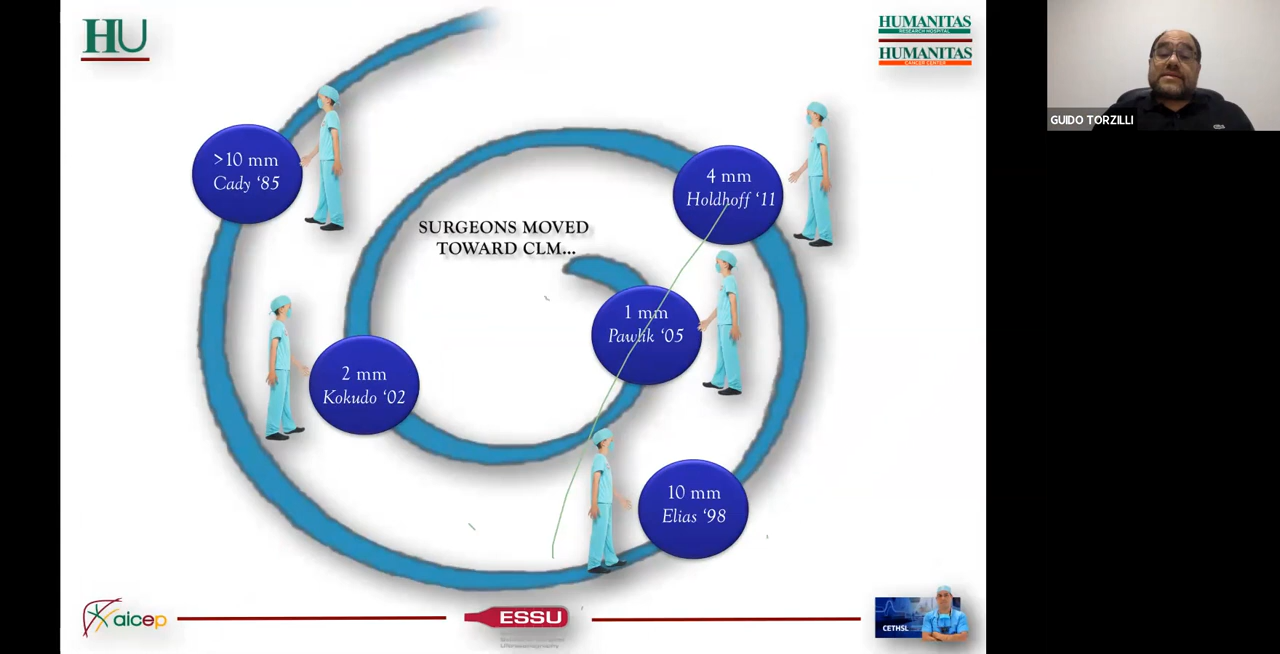 HU
HUMANITAS
RESEARCH HOSPITAL
HUMANITAS
CANCER CENTER
GUIDO TORZILLI
>10 mm
Cady ‘85
4 mm
Holdhoff ‘11
SURGEONS MOVED
TOWARD CLM...
1 mm
Pawlik ‘05
2 mm
Kokudo ‘02
10 mm
Elias ‘98
aicep
ESSU
CETHSL